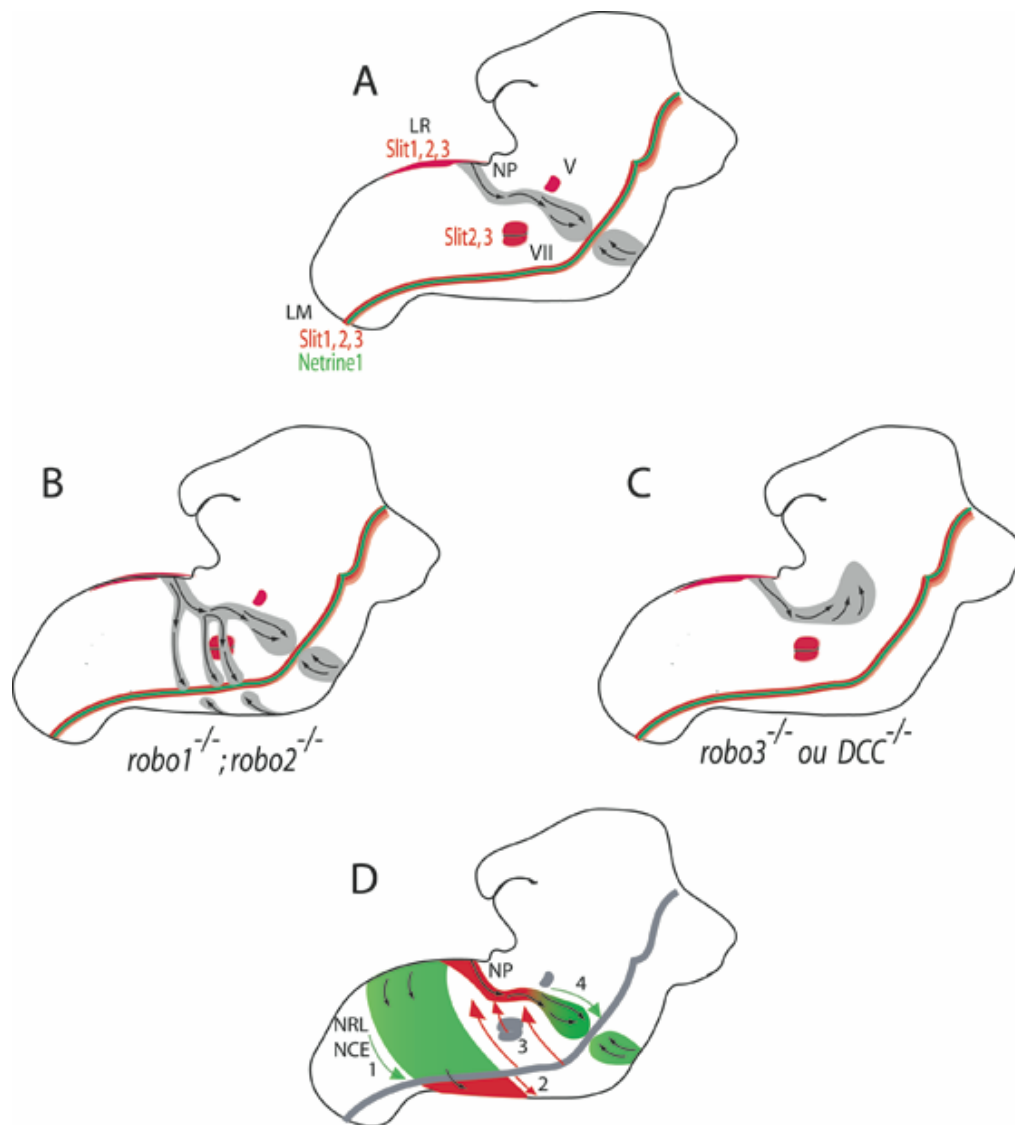 A
LR
Slit1, 2, 3
NP
V
Slit2, 3
VII
LM
Slit1, 2, 3
Netrine1
B
robo1-/-; robo2-/-
C
robo3-/- ou DCC-/-
D
NP
4
NRL
NCE
1
3
2